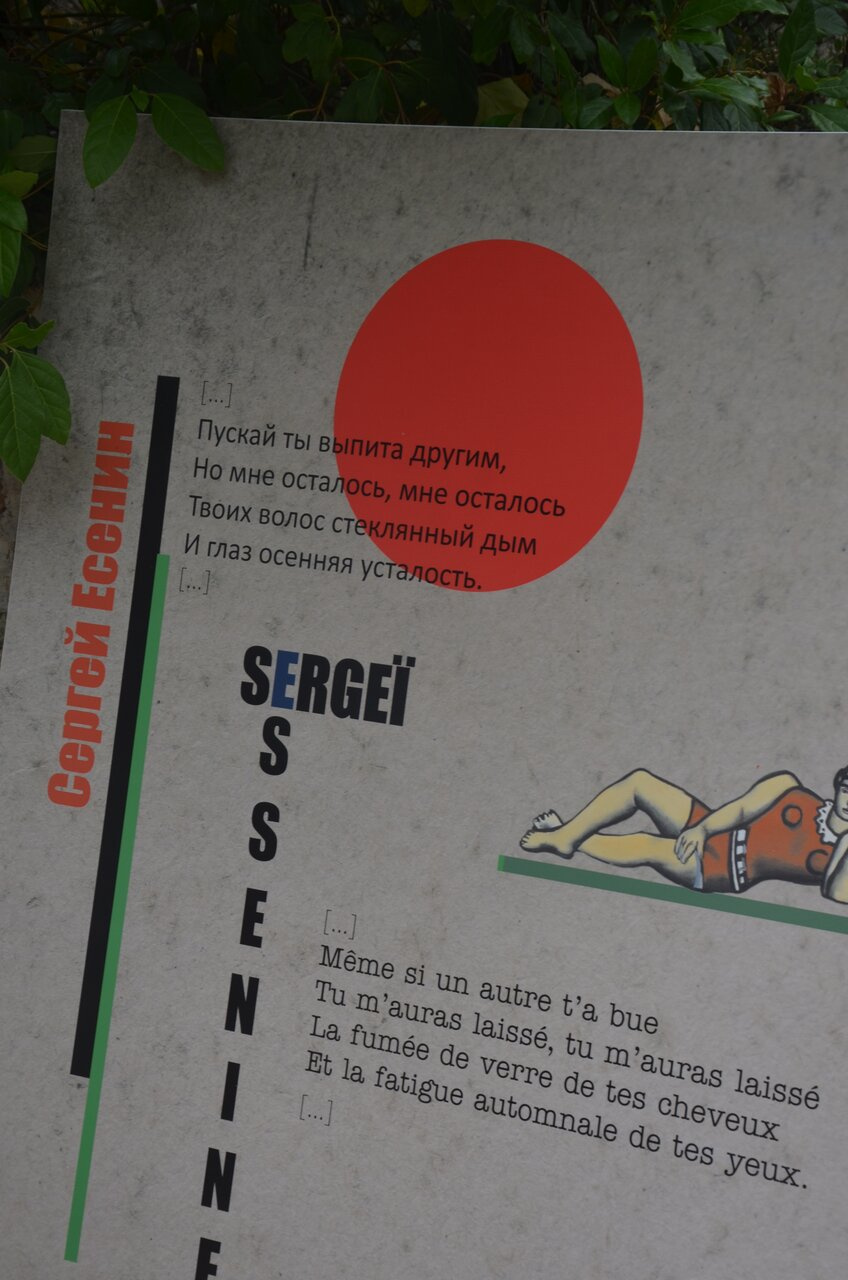 Сергей Есенин
[...]
Пускай ты выпита другим,
Но мне осталось, мне осталось
Твоих волос стеклянный дым
И глаз осенняя усталость.
[...]
SERGEÏ
ESSENINE
[...]
Même si un autre t'a bue
Tu m'auras laissé, tu m'auras laissé
La fumée de verre de tes cheveux
Et la fatigue automnale de tes yeux.
[...]